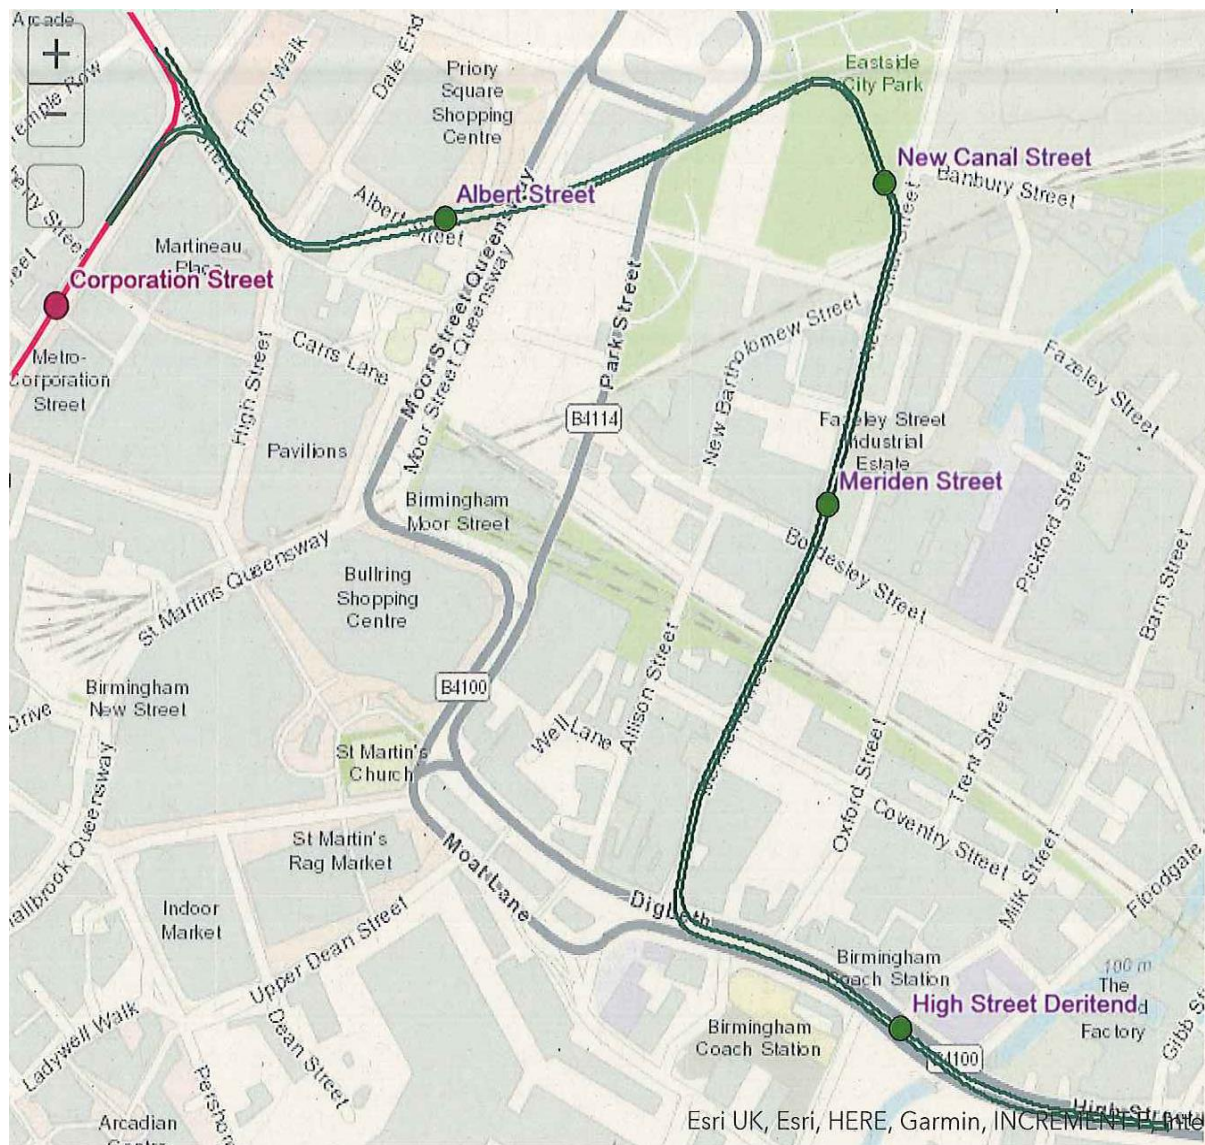 Arcade
+
Temple Row
Priory Walk
Dale End
Priory
Square
Shopping
Centre
Eastside
City Park
New Canal Street
Banbury Street
Albert Street
Albert Street
Martineau
Corporation Street
Metro-
Corporation
Street
High Street
Carrs Lane
Moor Street Queensway
Moor Street Queensway
Park Street
New Bartholomew Street
Fazeley Street
B4114
Fazeley Street
Industrial
Estate
Pavilions
Meriden Street
Birmingham
Moor Street
Bordesley Street
Pickford Street
Barn Street
St Martins Queensway
Bullring
Shopping
Centre
B4100
Birmingham
New Street
Drive
Well Lane
Allison Street
St Martin's
Church
Oxford Street
Trent Street
Coventry Street
St Martin's
Rag Market
Moat Lane
Milk Street
Floodgate
Indoor
Market
Digbeth
Upper Dean Street
Birmingham
Coach Station
100 m
The
Factory
High Street Deritend
Birmingham
Coach Station
B4100
Gibb
Ladywell Walk
Dean Street
Arcadian
High Street
Esri UK, Esri, HERE, Garmin, INCREMENT P,